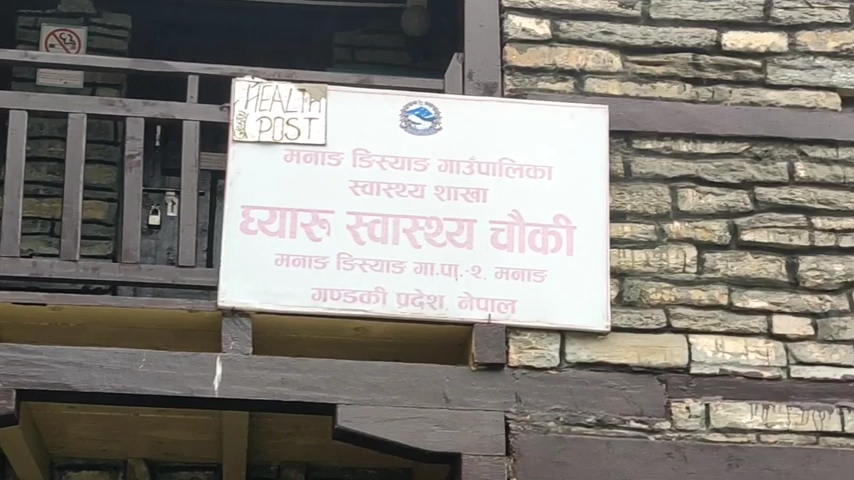 HEALTH
POST
मनाङ ङिस्याङ गाउँपालिका
स्वास्थ्य शाखा
घ्यारू स्वास्थ्य चौकी
मनाङ ङिस्याङ गा.पा.-२. मनाङ
गण्डकी प्रदेश, नेपाल